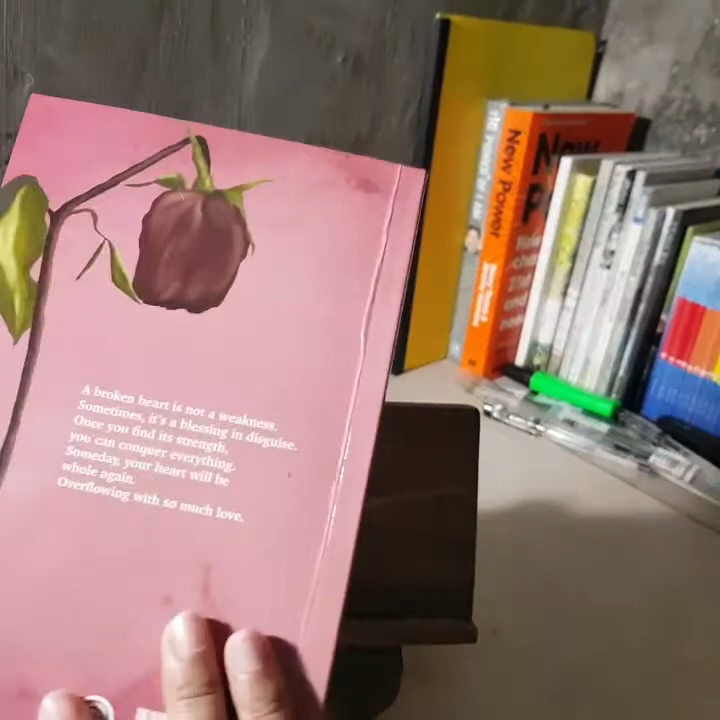 A broken heart is not a weakness.
Sometimes, it's a blessing in disguise.
Once you find its strength,
you can conquer everything.
Someday, your heart will be
whole again.
Overflowing with so much love.
New Power
New